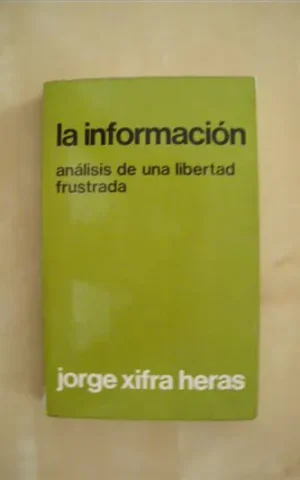 la información
análisis de una libertad
frustrada
jorge xifra heras